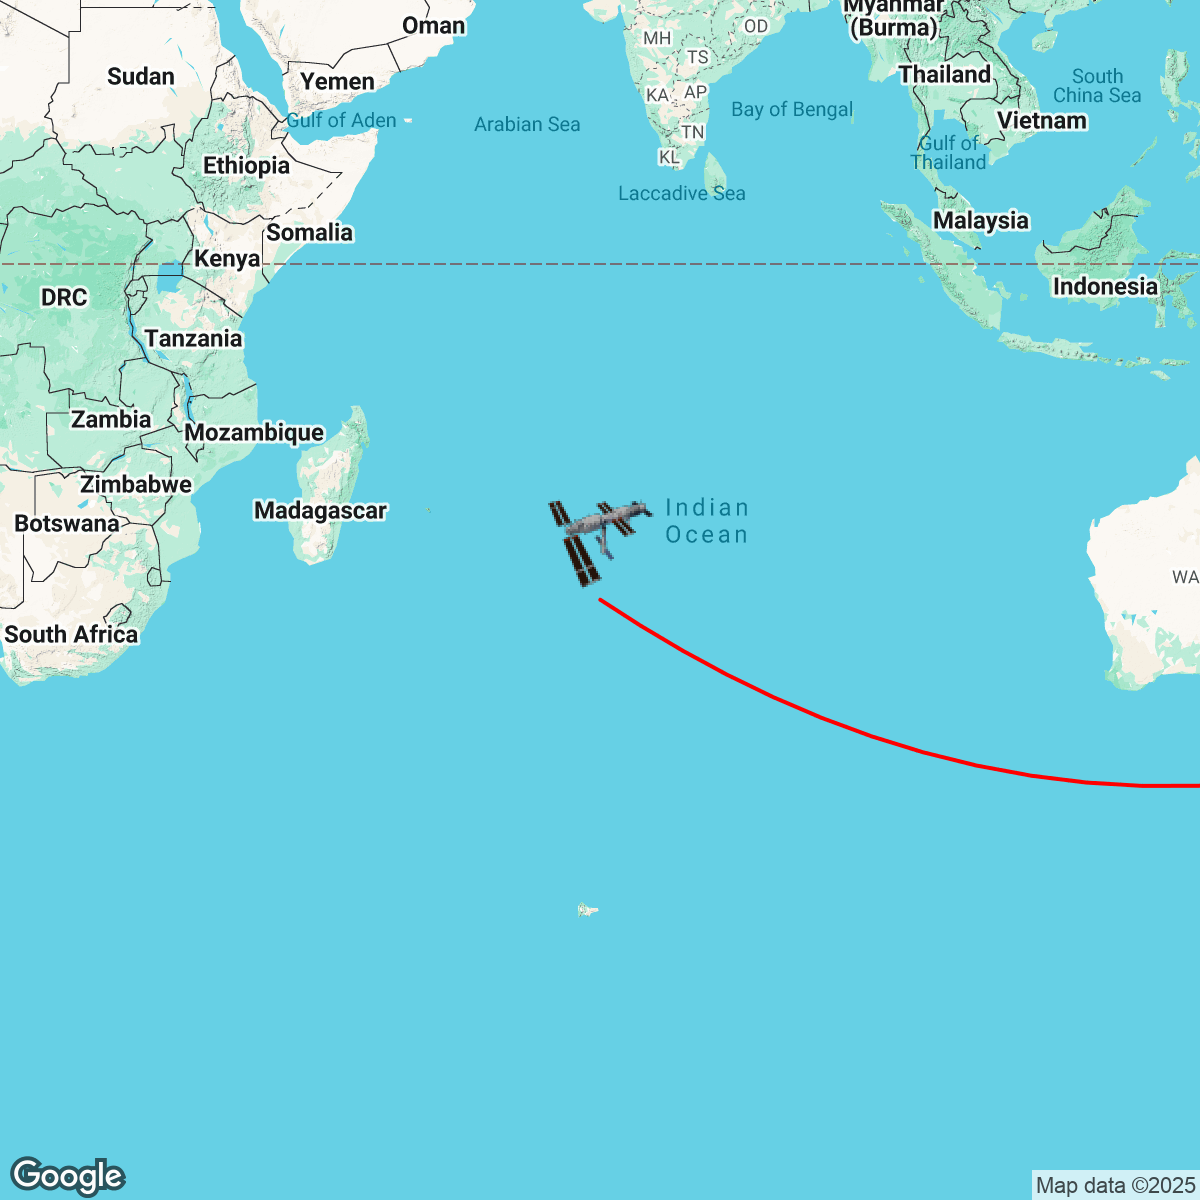 Myanmar
(Burma)
Oman
MH
OD
TS
Sudan
Yemen
Thailand
South
China Sea
KA
AP
Bay of Bengal
Gulf of Aden
Arabian Sea
Vietnam
TN
Gulf of
Thailand
KL
Ethiopia
Laccadive Sea
Malaysia
Somalia
Kenya
Indonesia
DRC
Tanzania
Zambia
Mozambique
Zimbabwe
Madagascar
Indian
Ocean
Botswana
WA
South Africa
Google
Map data ©2025